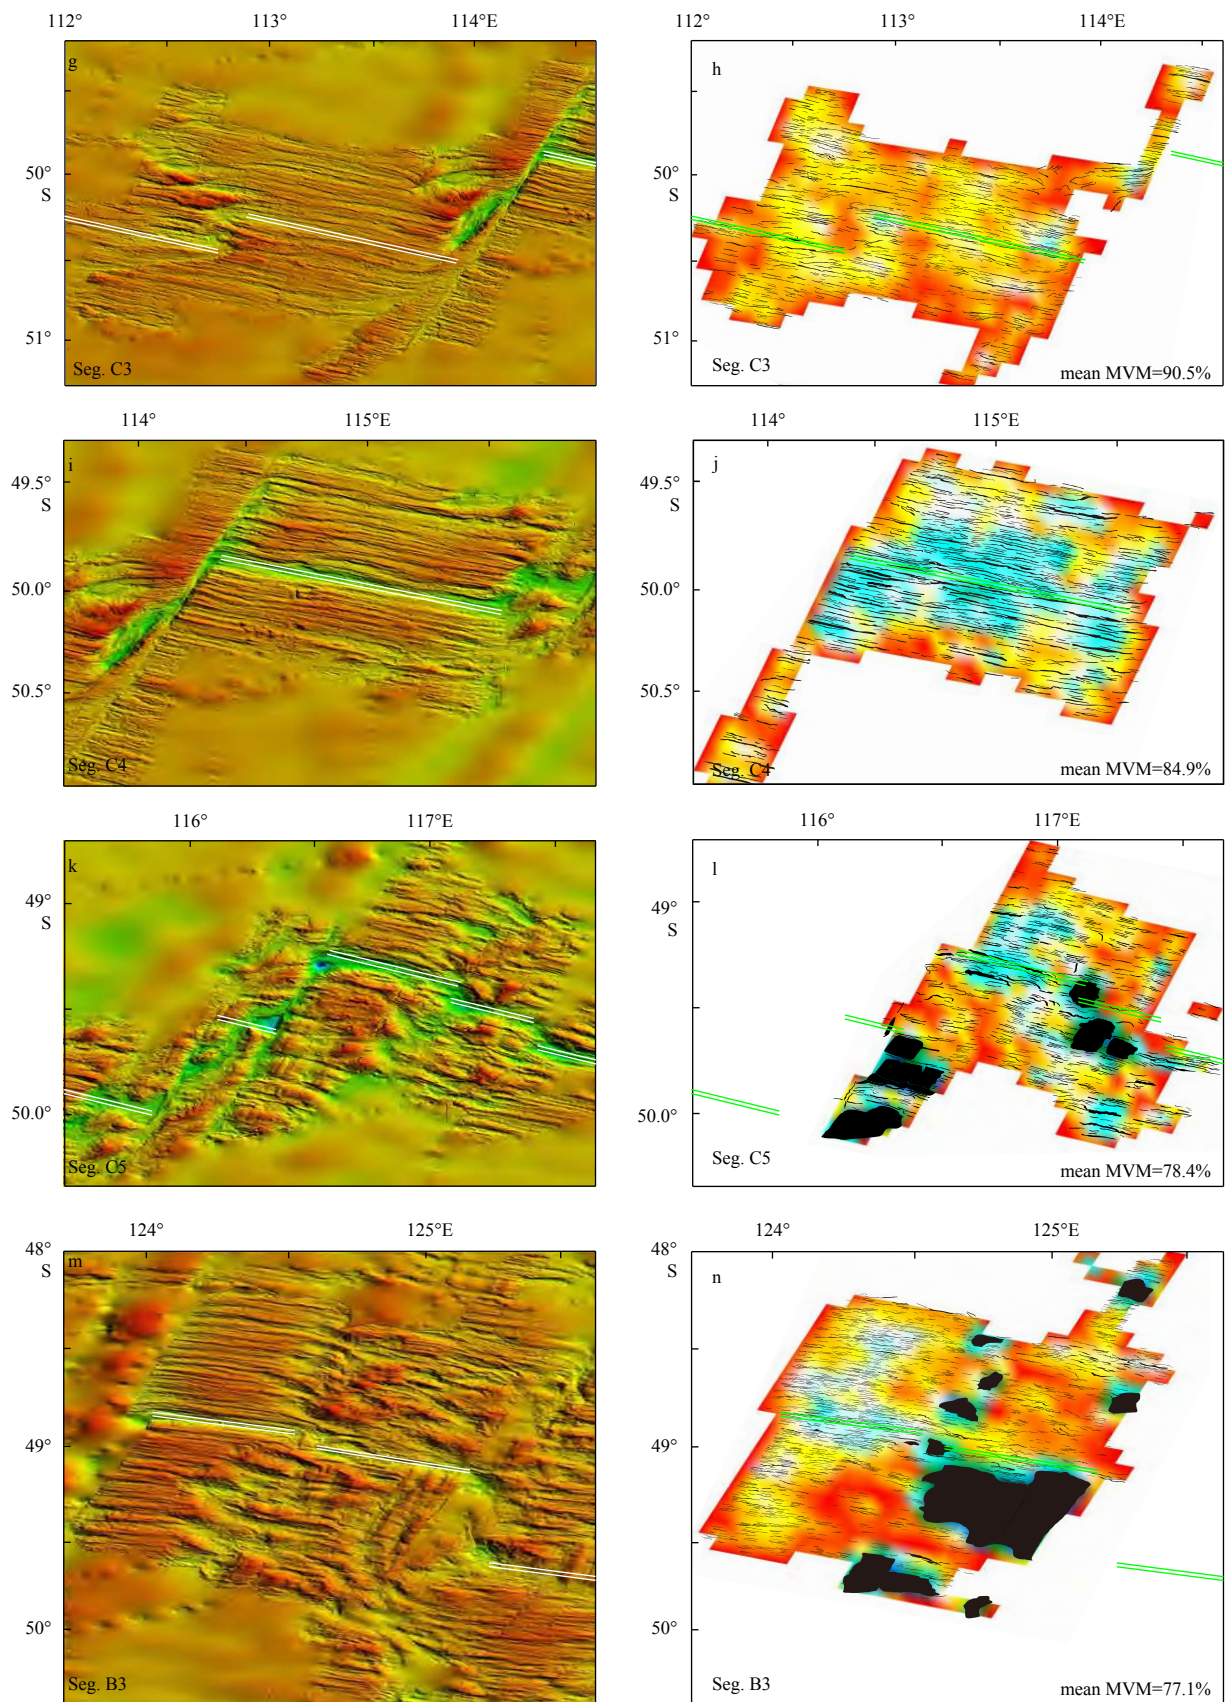 112° 113° 114°E 112° 113° 114°E
g h
50°
S
50°
S
51° 51°
Seg. C3 Seg. C3 mean MVM=90.5%
114° 115°E 114° 115°E
i j
49.5°
S
49.5°
S
50.0° 50.0°
50.5° 50.5°
Seg. C4 Seg. C4 mean MVM=84.9%
116° 117°E 116° 117°E
k l
49°
S
49°
S
50.0° 50.0°
Seg. C5 Seg. C5 mean MVM=78.4%
124° 125°E 124° 125°E
48°
S
48°
S
m n
49° 49°
50° 50°
Seg. B3 Seg. B3 mean MVM=77.1%